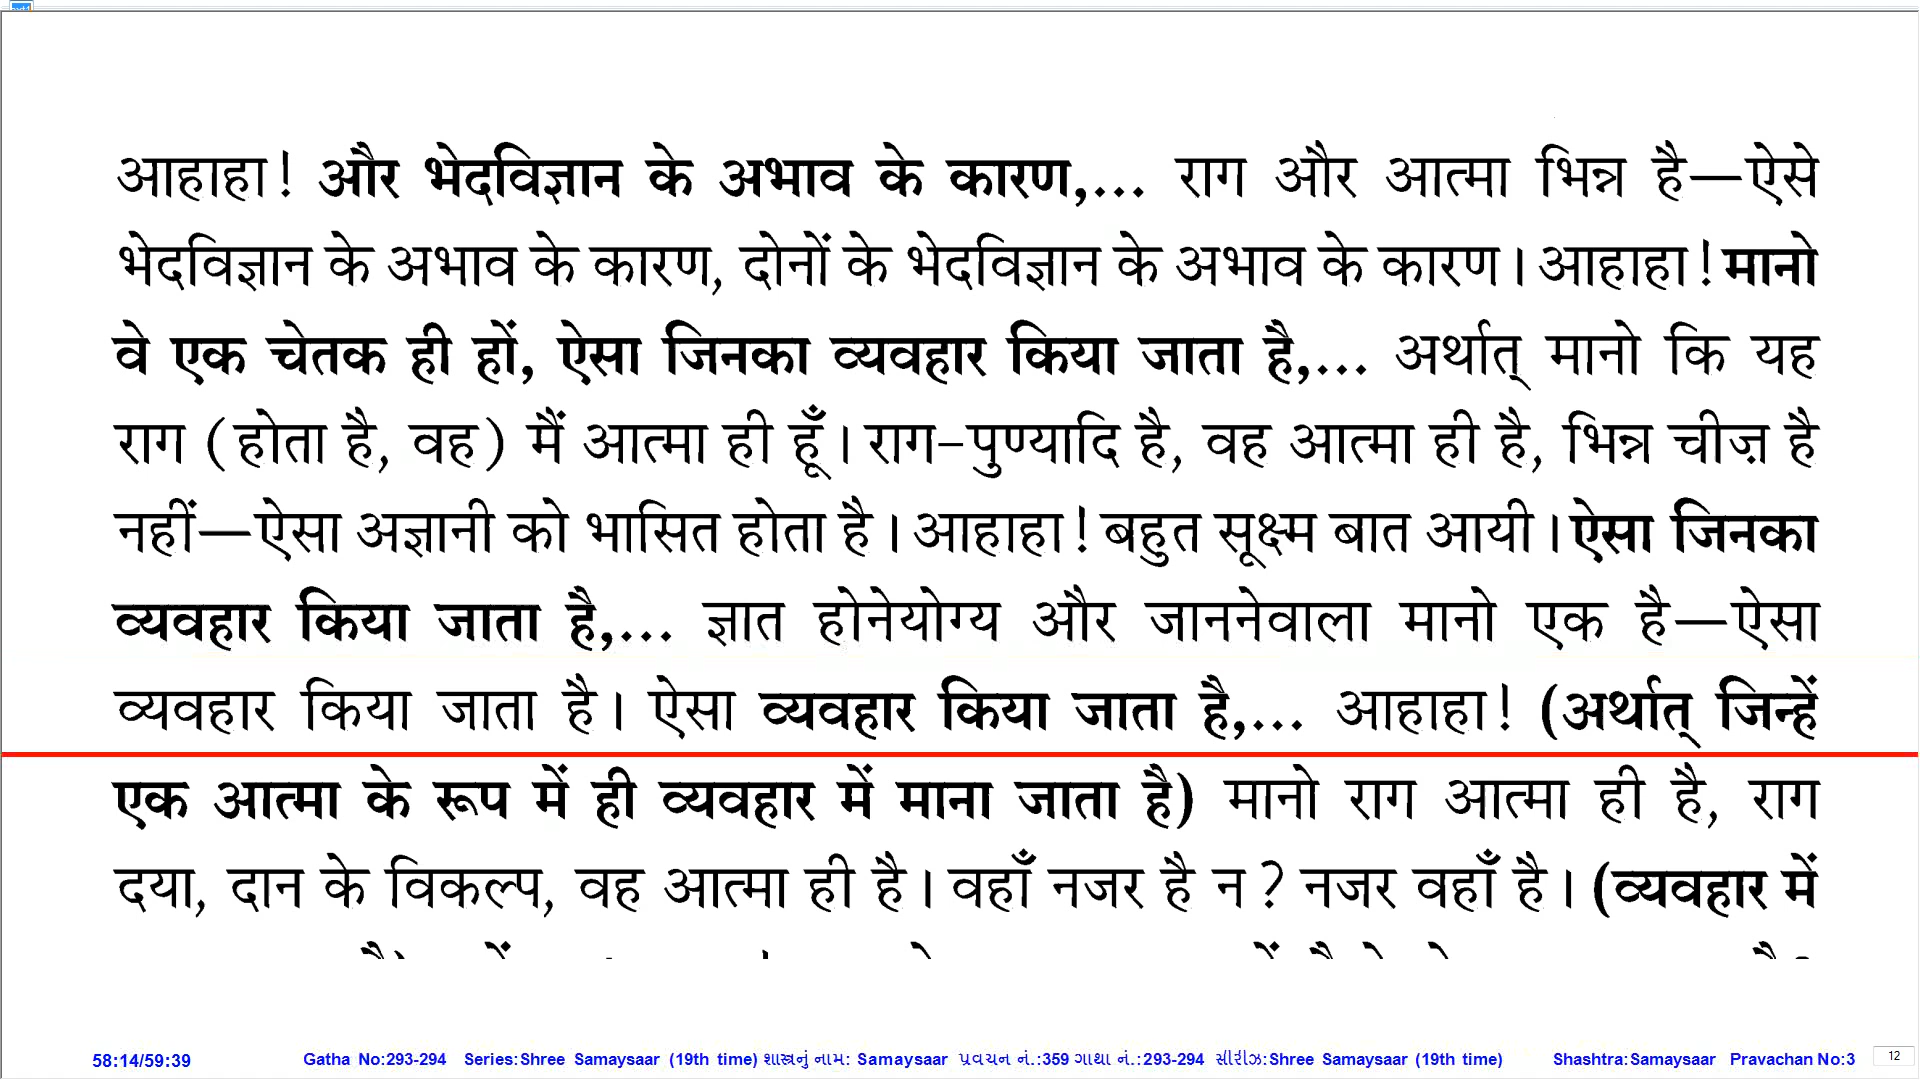 आहाहा! और भेदविज्ञान के अभाव के कारण,... राग और आत्मा भिन्न है—ऐसे
भेदविज्ञान के अभाव के कारण, दोनों के भेदविज्ञान के अभाव के कारण। आहाहा! मानो
वे एक चेतक ही हों, ऐसा जिनका व्यवहार किया जाता है,... अर्थात् मानो कि यह
राग (होता है, वह) मैं आत्मा ही हूँ। राग-पुण्यादि है, वह आत्मा ही है, भिन्न चीज़ है
नहीं—ऐसा अज्ञानी को भासित होता है। आहाहा! बहुत सूक्ष्म बात आयी। ऐसा जिनका
व्यवहार किया जाता है,... ज्ञात होनेयोग्य और जाननेवाला मानो एक है—ऐसा
व्यवहार किया जाता है। ऐसा व्यवहार किया जाता है,... आहाहा! (अर्थात् जिन्हें
एक आत्मा के रूप में ही व्यवहार में माना जाता है) मानो राग आत्मा ही है, राग
दया, दान के विकल्प, वह आत्मा ही है। वहाँ नजर है न? नजर वहाँ है। (व्यवहार में
58:14/59:39 Gatha No:293-294 Series:Shree Samaysaar (19th time) શાસ્ત્રનું નામ: Samaysaar પ્રવચન નં.:359 ગાથા નં.:293-294 સીરીઝ:Shree Samaysaar (19th time) Shashtra:Samaysaar Pravachan No:3 12